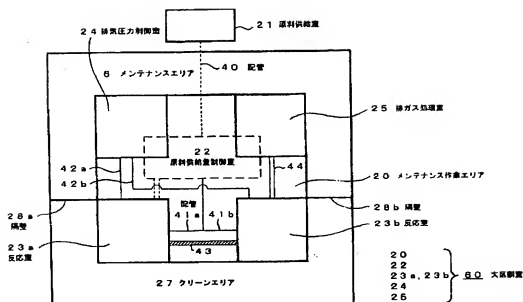 ２１ 原料供給室
２４ 排気圧力制御室
４０ 配管
６ メンテナンスエリア
２５ 排ガス処理室
２２
原料供給量制御室
４２ａ
４２ｂ
４４
２０ メンテナンス作業エリア
配管
２８ａ
隔壁
４１ａ ４１ｂ
２８ｂ 隔壁
２３ｂ
反応室
４３
２３ａ
反応室
２７ クリーンエリア
２０
２２
２３ａ，２３ｂ ６０
２４
２５